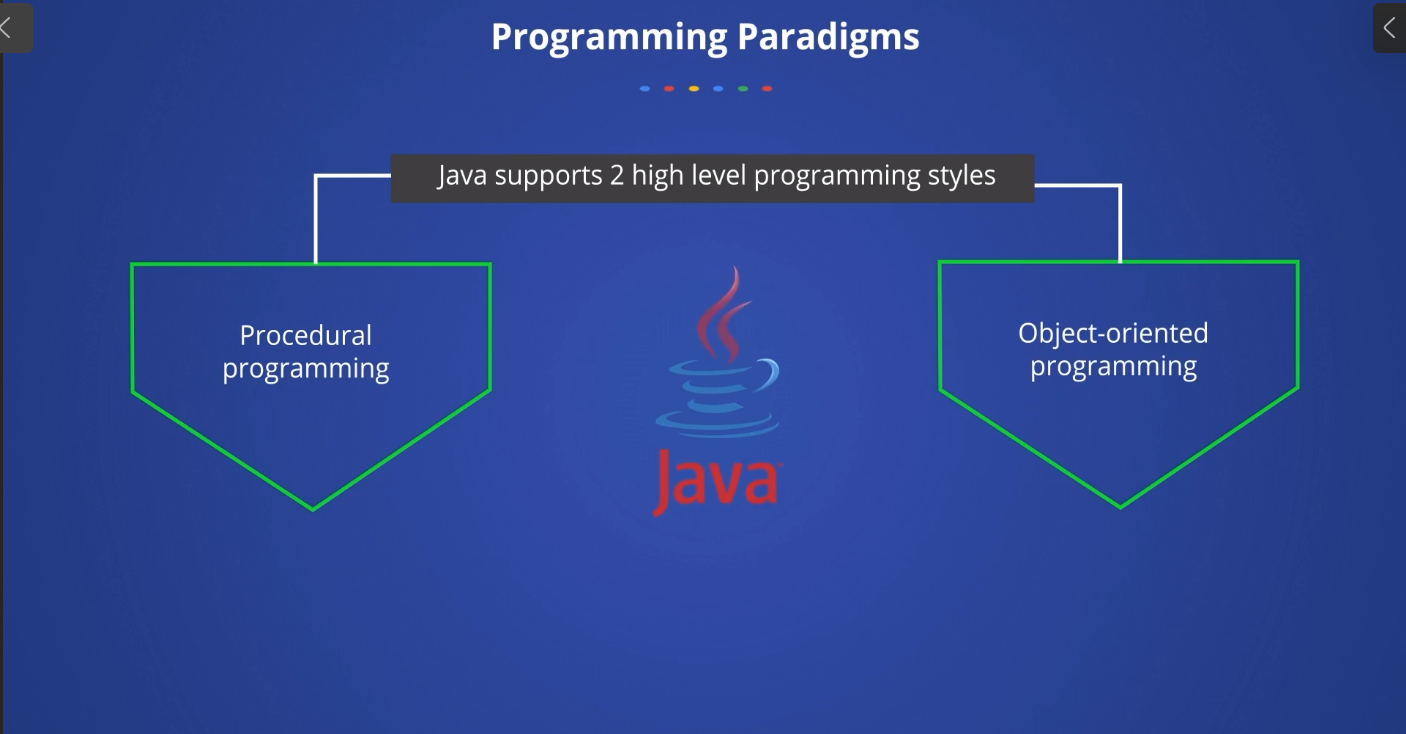 Programming Paradigms
Java supports 2 high level programming styles
Procedural
programming
Object-oriented
programming
Java